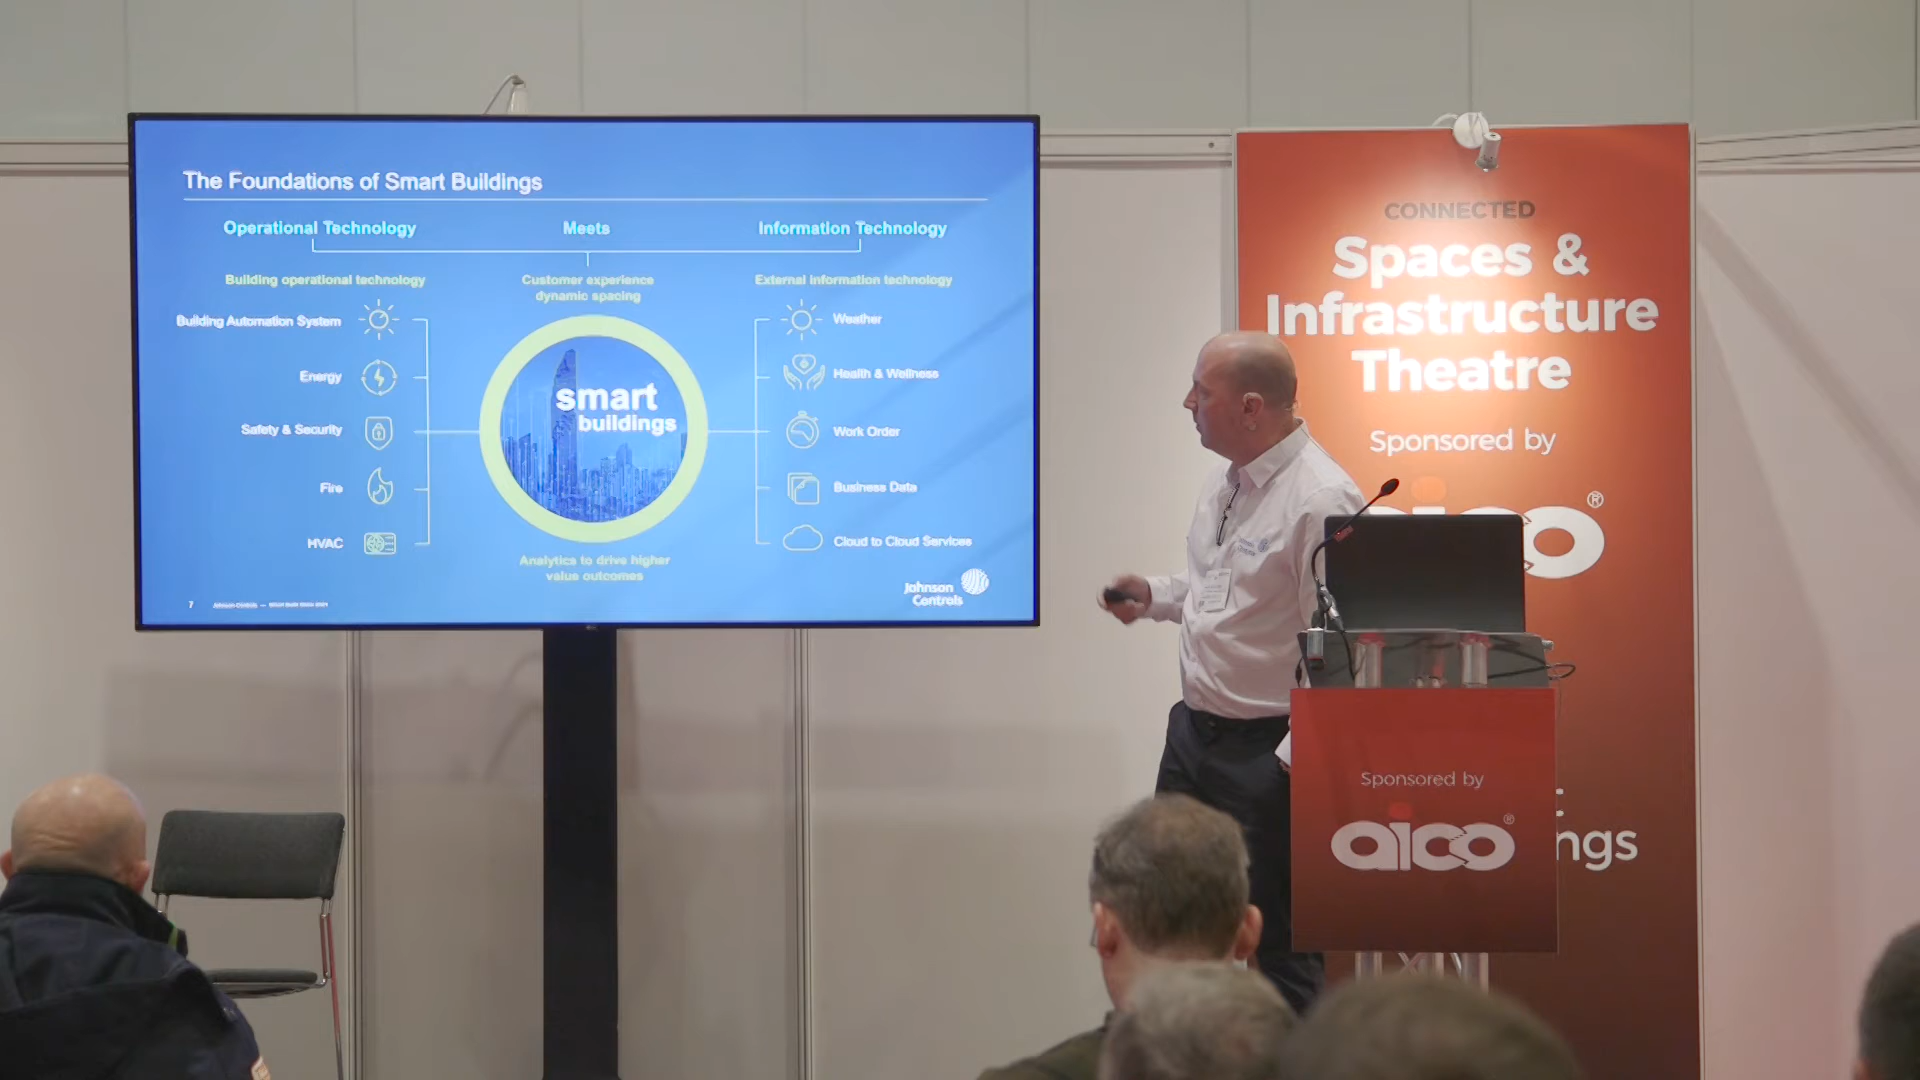 The Foundations of Smart Buildings
Operational Technology
Meets
Information Technology
Building operational technology
Customer experience
dynamic spacing
External information technology
Building Automation System
Energy
Safety & Security
Fire
HVAC
smart
buildings
Weather
Health & Wellness
Work Order
Business Data
Cloud to Cloud Services
Analytics to drive higher
value outcomes
7
Johnson
Controls
CONNECTED
Spaces &
Infrastructure
Theatre
Sponsored by
aico®
ngs
Sponsored by
aico®